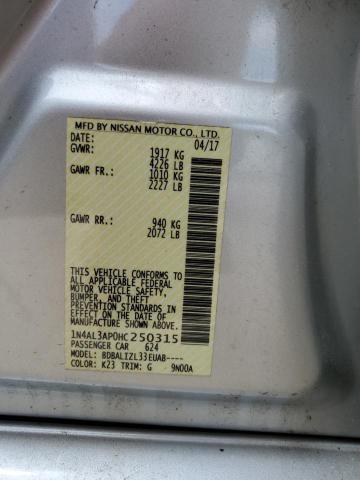 MFD BY NISSAN MOTOR CO., LTD.
DATE: 04/17
GVWR: 1917 KG
4226 LB
GAWR FR.: 1010 KG
2227 LB
GAWR RR. 940 KG
2072 LB
THIS VEHICLE CONFORMS TO
ALL APPLICABLE FEDERAL
MOTOR VEHICLE SAFETY,
BUMPER, AND THEFT
PREVENTION STANDARDS IN
EFFECT ON THE DATE OF
MANUFACTURE SHOWN ABOVE.
1N4AL3AP0HC250315
PASSENGER CAR 624
MODEL: BDBALIZL33EUAB----
COLOR: K23 TRIM: G 9N00A